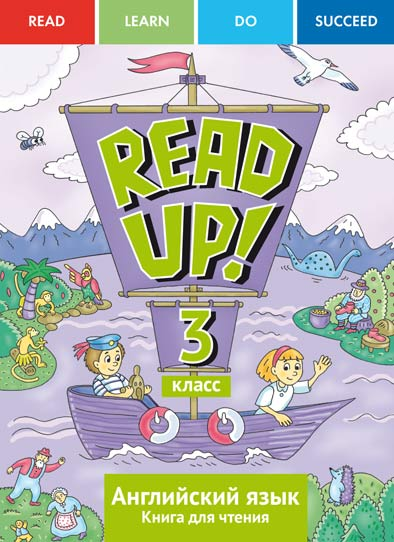 READ LEARN DO SUCCEED
READ
UP!
3
класс
Английский язык
Книга для чтения